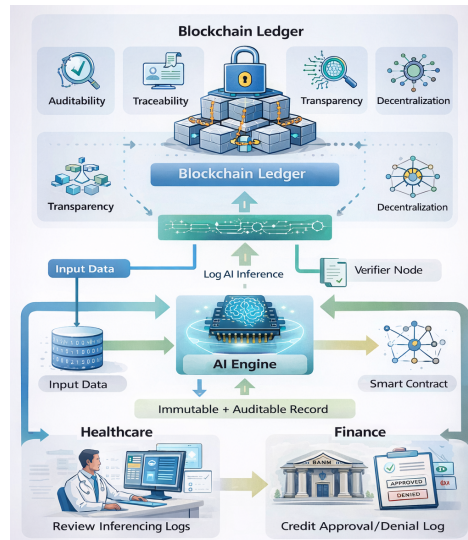 Blockchain Ledger
Auditability
Traceability
Transparency
Decentralization
Blockchain Ledger
Transparency
Decentralization
Input Data
Log AI Inference
Verifier Node
AI Engine
Input Data
Smart Contract
Immutable + Auditable Record
Healthcare
Finance
BANM
APPROVED
DENIED
Review Inferencing Logs
Credit Approval/Denial Log